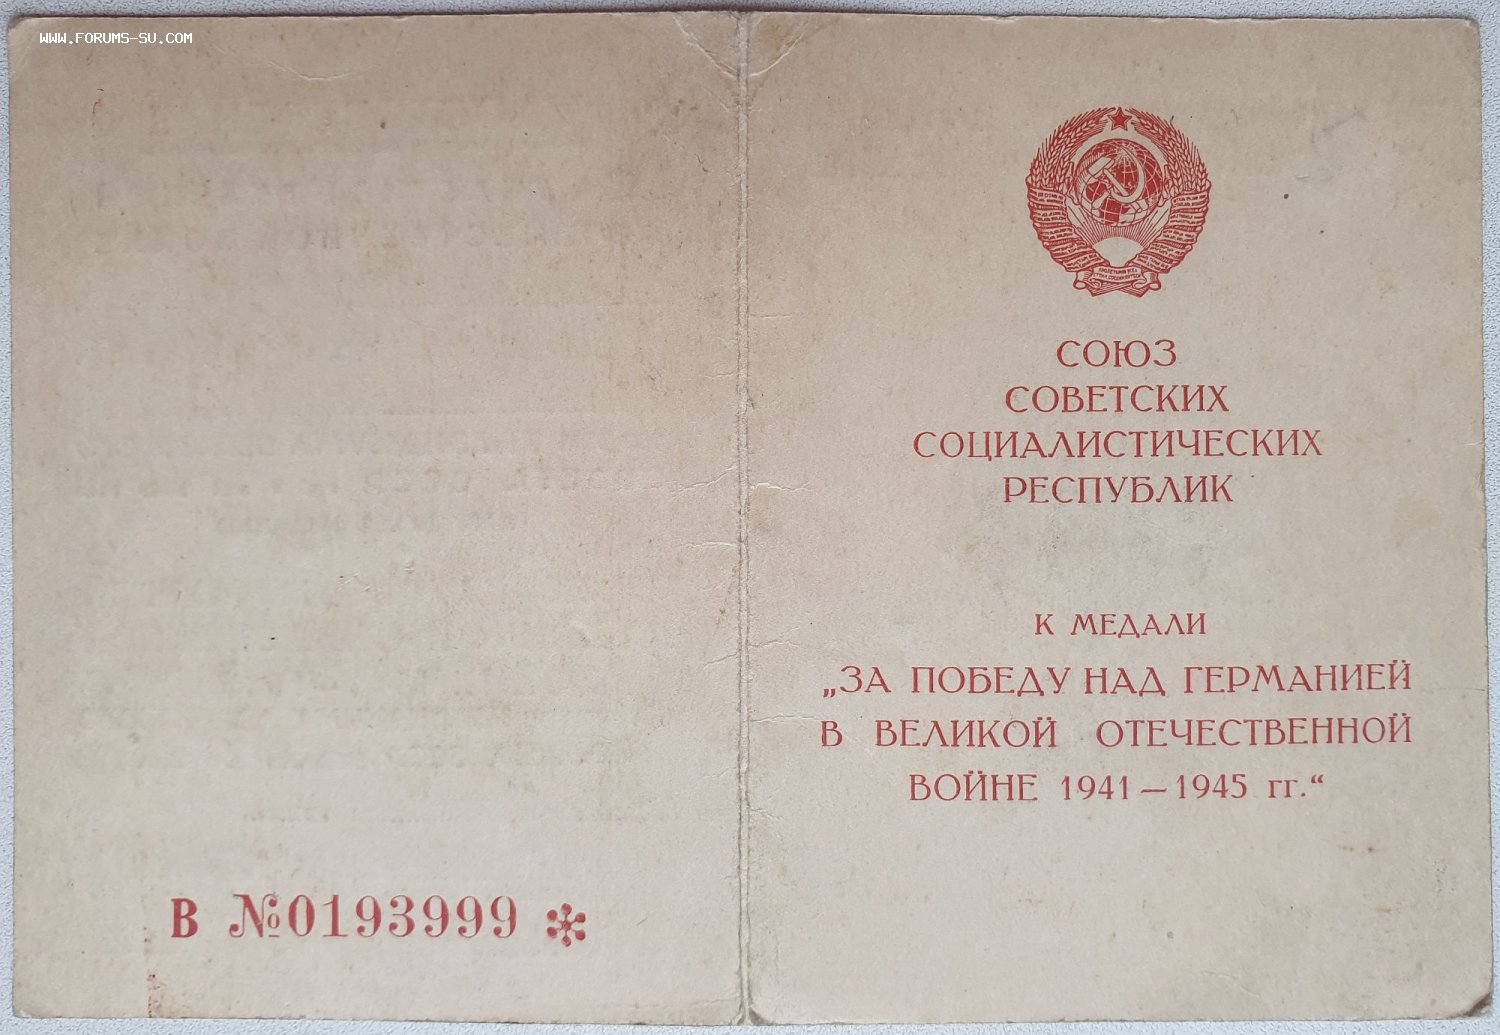 WWW.FORUMS-SU.COM
В №0193999 *
СОЮЗ
СОВЕТСКИХ
СОЦИАЛИСТИЧЕСКИХ
РЕСПУБЛИК
К МЕДАЛИ
„ЗА ПОБЕДУ НАД ГЕРМАНИЕЙ
В ВЕЛИКОЙ ОТЕЧЕСТВЕННОЙ
ВОЙНЕ 1941—1945 гг.“